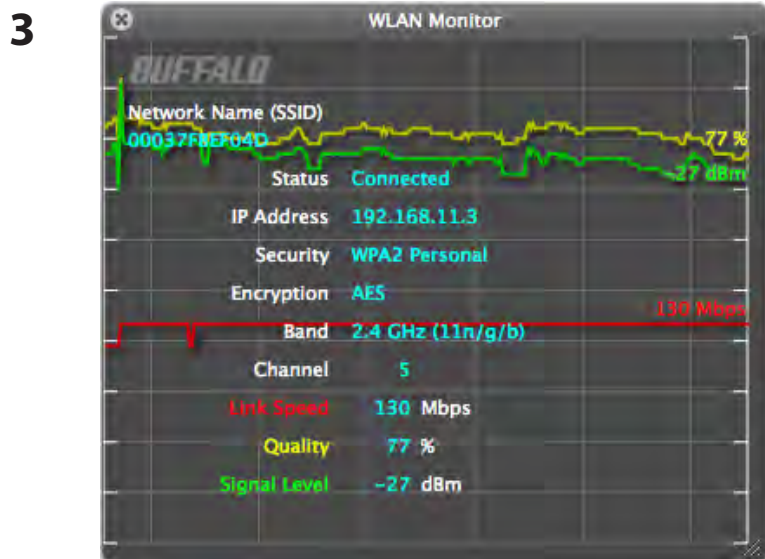 3
WLAN Monitor
BUFFALO
Network Name (SSID)
00037F8EF04D
77 %
-27 dBm
Status Connected
IP Address 192.168.11.3
Security WPA2 Personal
Encryption AES
130 Mbps
Band 2.4 GHz (11n/g/b)
Channel 5
Link Speed 130 Mbps
Quality 77 %
Signal Level -27 dBm